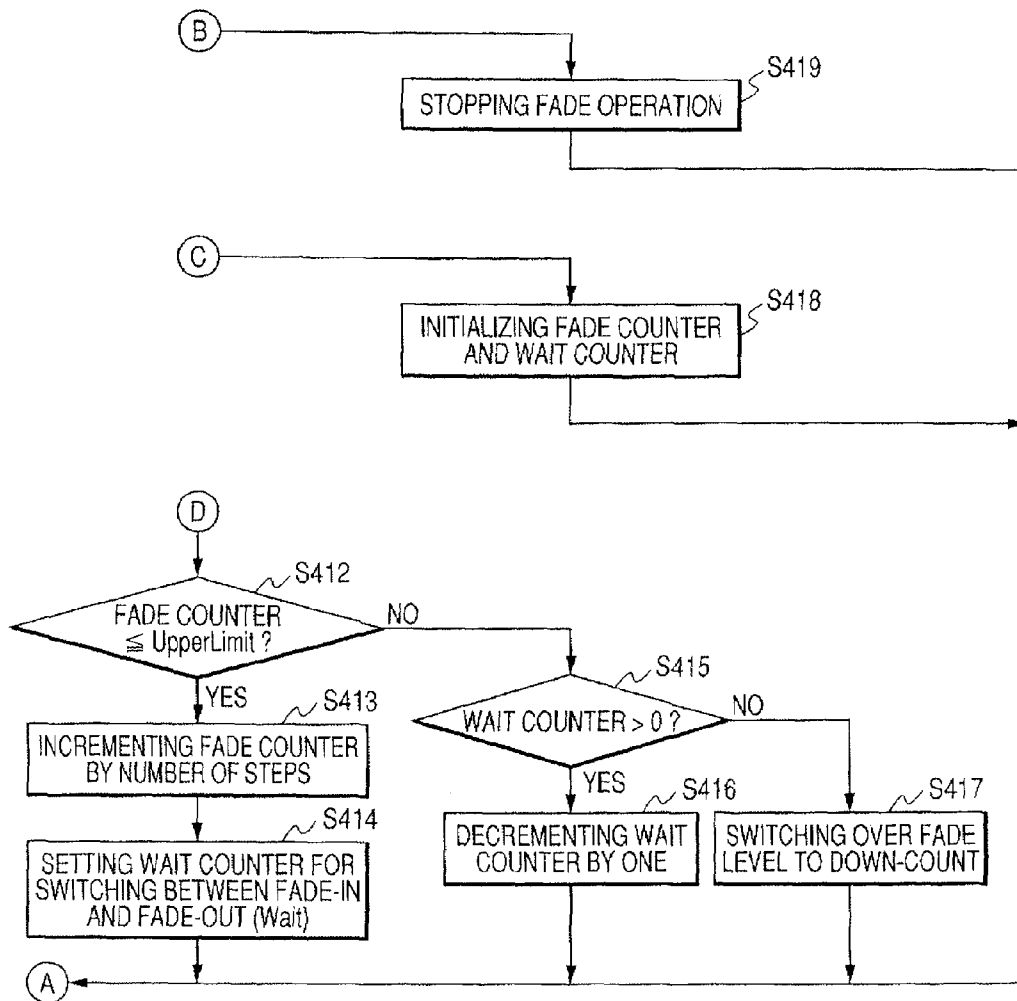 B
S419
STOPPING FADE OPERATION
C
S418
INITIALIZING FADE COUNTER
AND WAIT COUNTER
D
S412
FADE COUNTER
≦ UpperLimit ?
NO
YES
S413
INCREMENTING FADE COUNTER
BY NUMBER OF STEPS
S414
SETTING WAIT COUNTER FOR
SWITCHING BETWEEN FADE-IN
AND FADE-OUT (Wait)
S415
WAIT COUNTER > 0 ?
NO
YES
S416
DECREMENTING WAIT
COUNTER BY ONE
S417
SWITCHING OVER FADE
LEVEL TO DOWN-COUNT
A